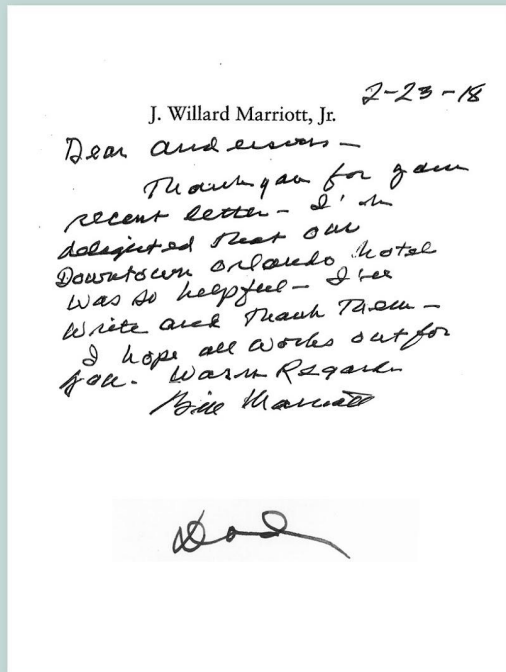 2-23-18
J. Willard Marriott, Jr.
Dear Andersons -
Thank you for your
recent letter - I'm
delighted that our
Downtown Orlando hotel
was so helpful - I'll
write and thank them -
I hope all works out for
you. Warm Regards
Bill Marriott
Dad